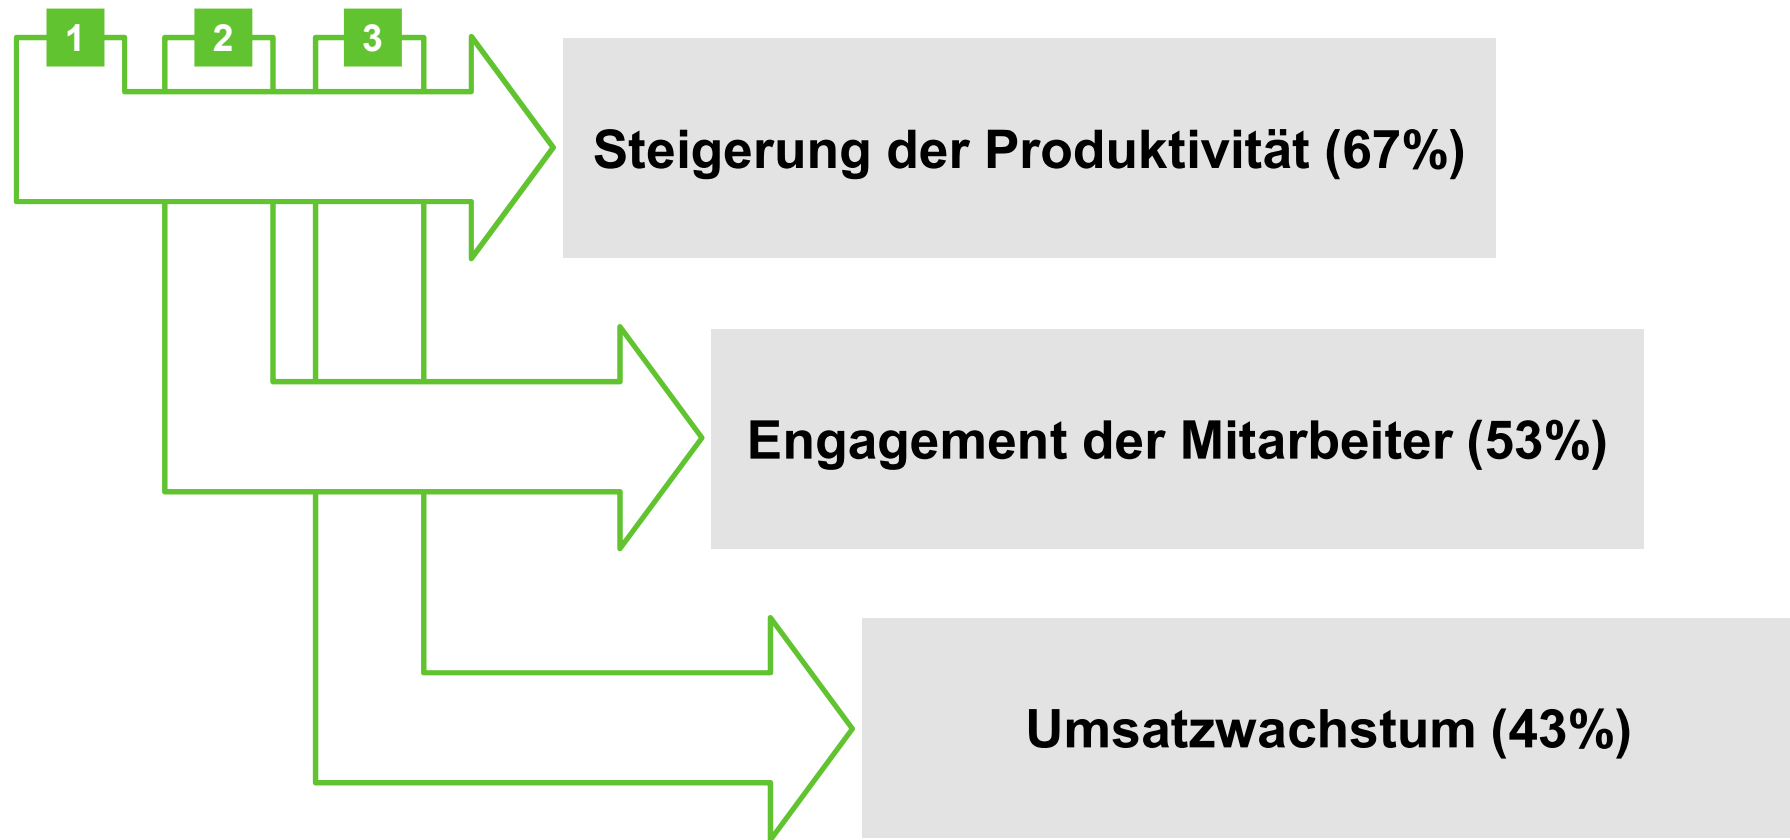 1
2
3
Steigerung der Produktivität (67%)
Engagement der Mitarbeiter (53%)
Umsatzwachstum (43%)